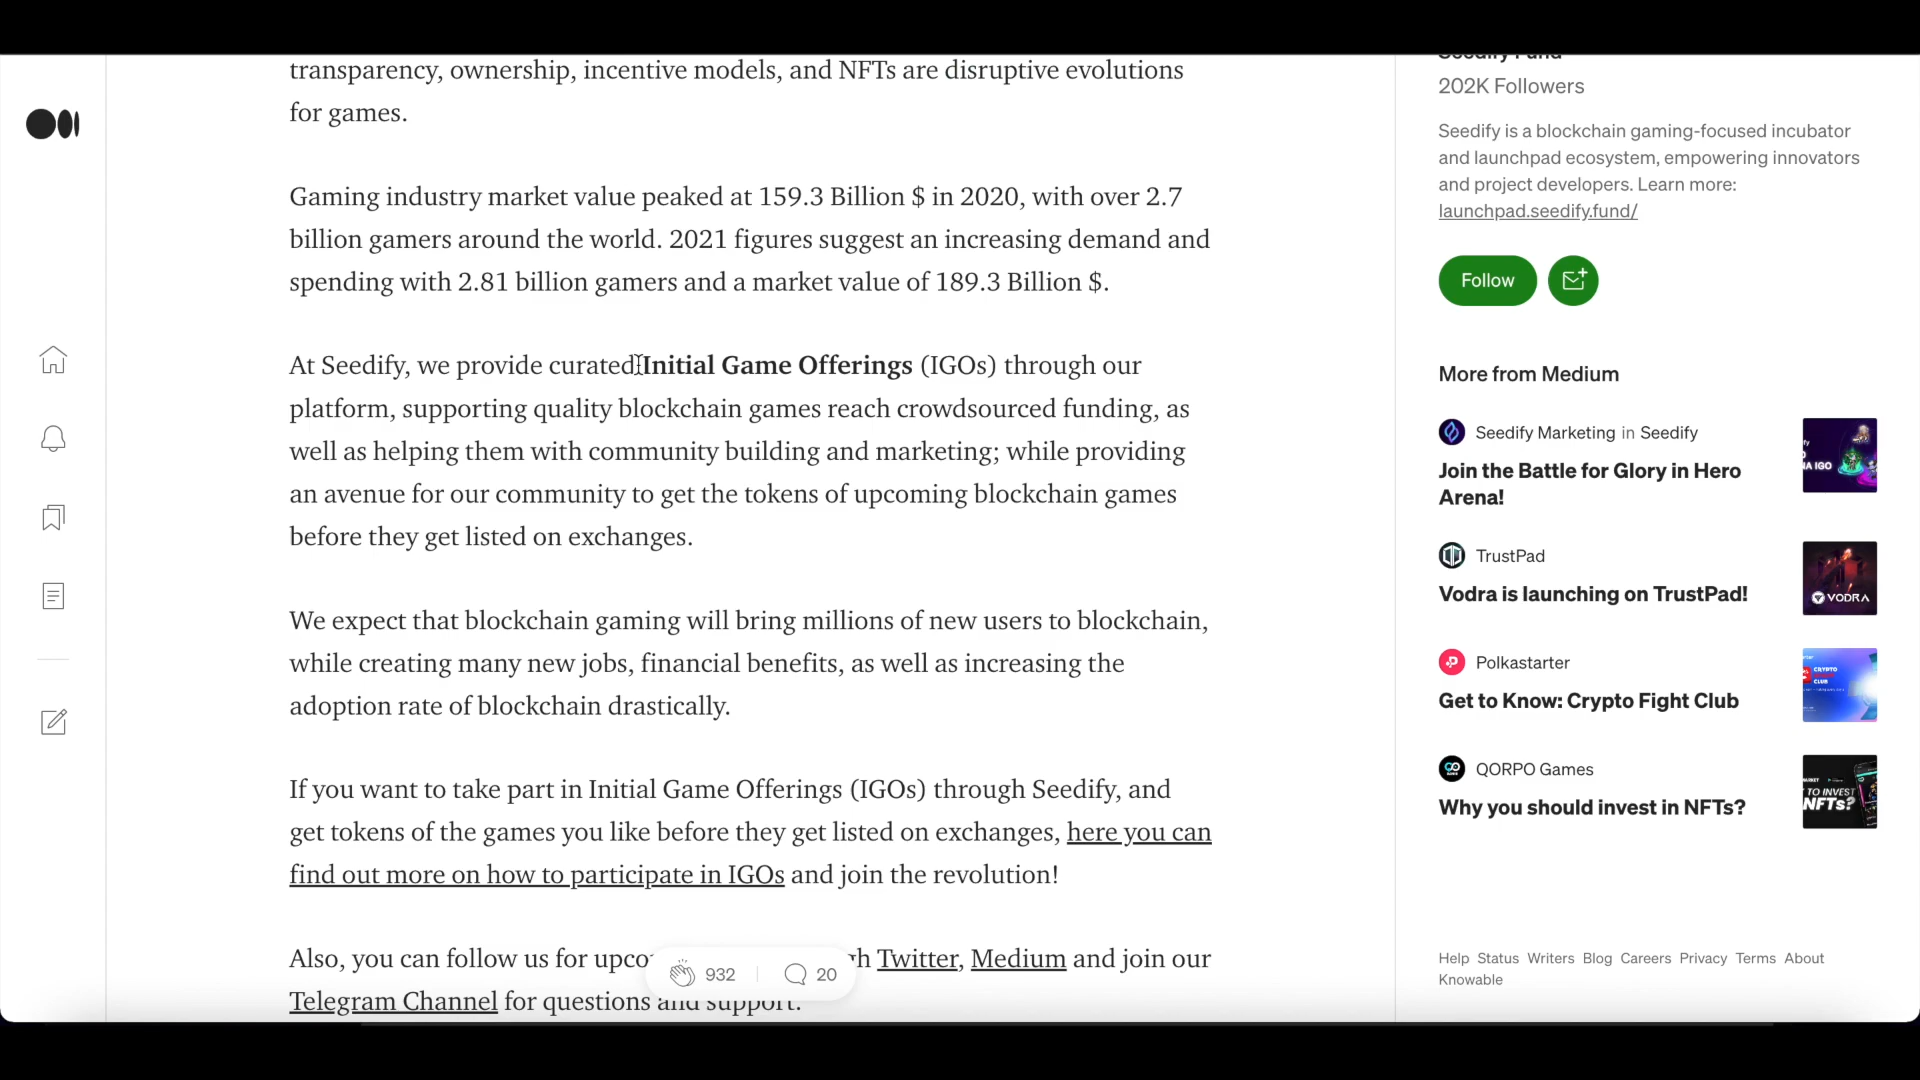 transparency, ownership, incentive models, and NFTs are disruptive evolutions
for games.
Gaming industry market value peaked at 159.3 Billion $ in 2020, with over 2.7
billion gamers around the world. 2021 figures suggest an increasing demand and
spending with 2.81 billion gamers and a market value of 189.3 Billion $.
At Seedify, we provide curated Initial Game Offerings (IGOs) through our
platform, supporting quality blockchain games reach crowdsourced funding, as
well as helping them with community building and marketing; while providing
an avenue for our community to get the tokens of upcoming blockchain games
before they get listed on exchanges.
We expect that blockchain gaming will bring millions of new users to blockchain,
while creating many new jobs, financial benefits, as well as increasing the
adoption rate of blockchain drastically.
If you want to take part in Initial Game Offerings (IGOs) through Seedify, and
get tokens of the games you like before they get listed on exchanges, here you can
find out more on how to participate in IGOs and join the revolution!
Also, you can follow us for Twitter, Medium and join our
Telegram Channel for questions and support.
932
20
Seedify Fund
202K Followers
Seedify is a blockchain gaming-focused incubator
and launchpad ecosystem, empowering innovators
and project developers. Learn more:
launchpad.seedify.fund/
Follow
More from Medium
Seedify Marketing in Seedify
Join the Battle for Glory in Hero
Arena!
A IGO
TrustPad
Vodra is launching on TrustPad!
VODRA
Polkastarter
Get to Know: Crypto Fight Club
CRYPTO
CLUB
QORPO Games
Why you should invest in NFTs?
TO INVEST
NFTs?
Help Status Writers Blog Careers Privacy Terms About
Knowable